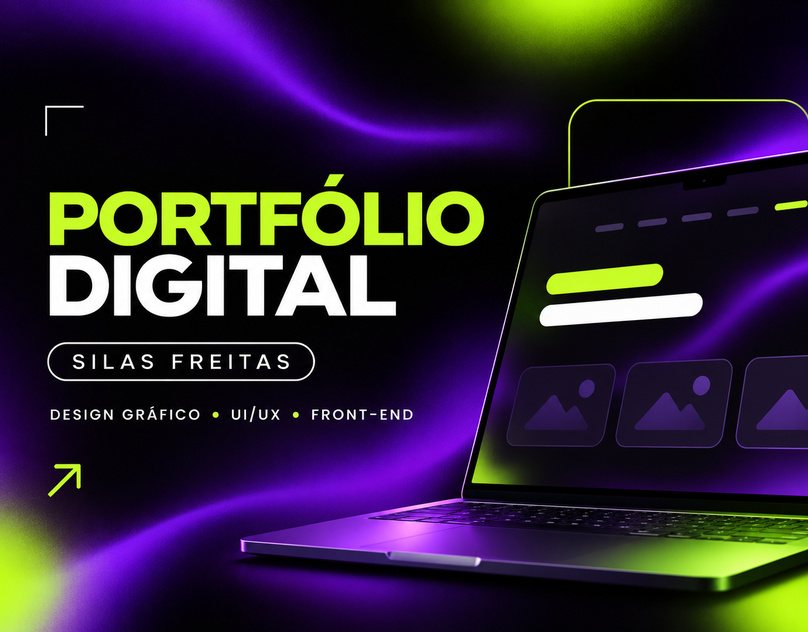 PORTFÓLIO
DIGITAL
SILAS FREITAS
DESIGN GRÁFICO • UI/UX • FRONT-END